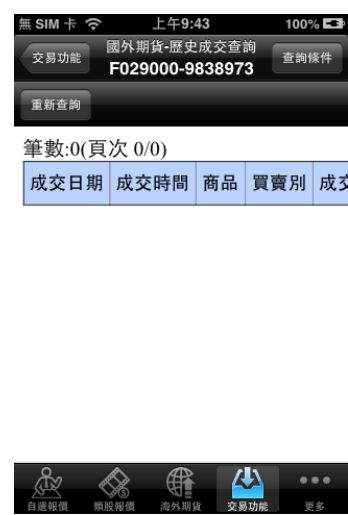 無 SIM 卡 上午9:43 100%
交易功能 國外期貨-歷史成交查詢 查詢條件
F029000-9838973
重新查詢
筆數:0(頁次 0/0)
成交日期 成交時間 商品 買賣別 成交
自選報價 類股報價 海外期貨 交易功能 更多